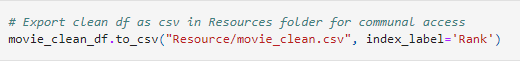 # Export clean df as csv in Resources folder for communal access
movie_clean_df.to_csv("Resource/movie_clean.csv", index_label='Rank')